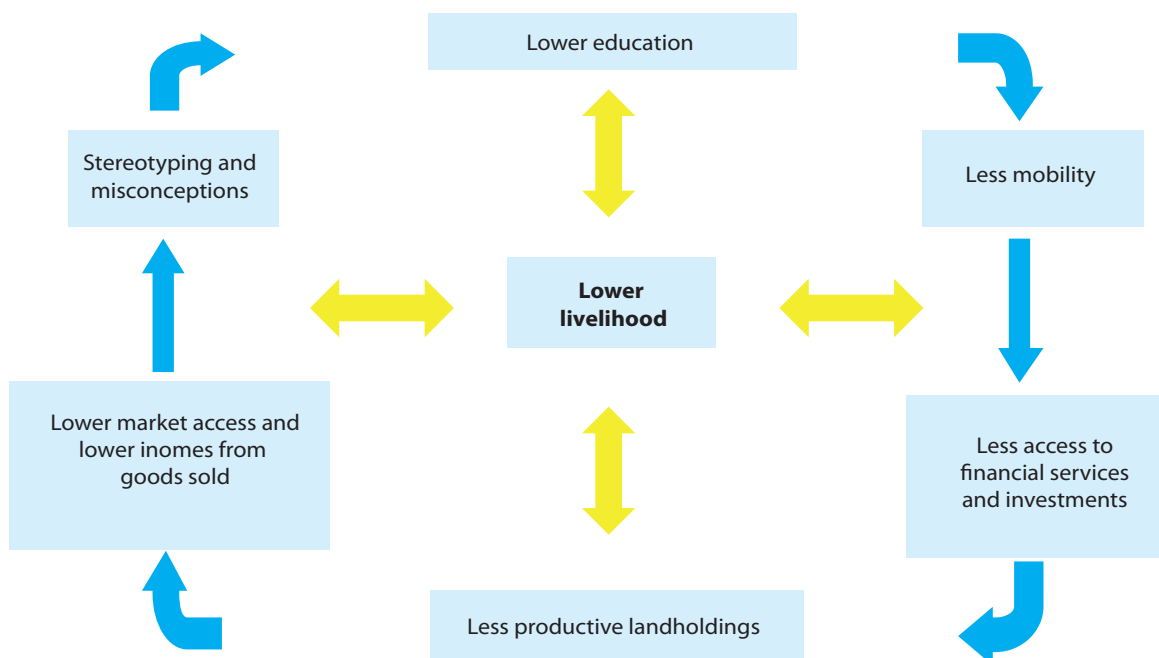 Lower education
Stereotyping and
misconceptions
Less mobility
Lower
livelihood
Lower market access and
lower inomes from
goods sold
Less access to
financial services
and investments
Less productive landholdings